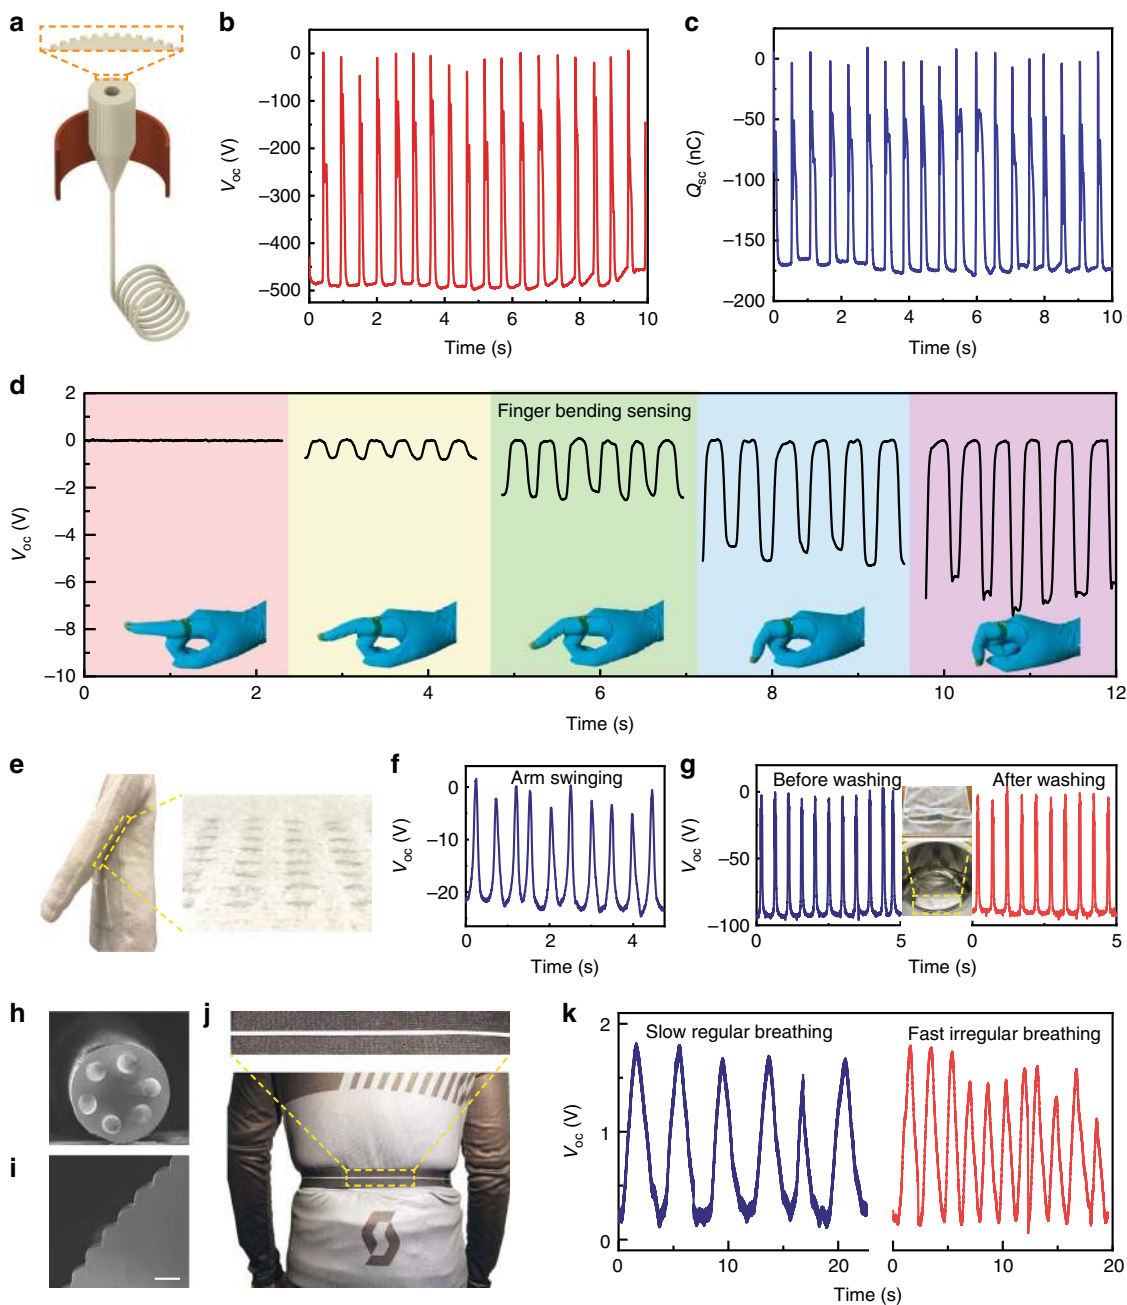 a
b
0
−100
−200
−300
−400
−500
Voc (V)
0 2 4 6 8 10
Time (s)
c
0
−50
−100
−150
−200
Qsc (nC)
0 2 4 6 8 10
Time (s)
d
Finger bending sensing
2
0
−2
−4
−6
−8
−10
Voc (V)
0 2 4 6 8 10 12
Time (s)
e
f
Arm swinging
0
−10
−20
Voc (V)
0 2 4
Time (s)
g
Before washing
After washing
0
−50
−100
Voc (V)
0 5 0 5
Time (s) Time (s)
h
i
j
k
Slow regular breathing
Fast irregular breathing
2
1
0
Voc (V)
0 10 20 0 10 20
Time (s)